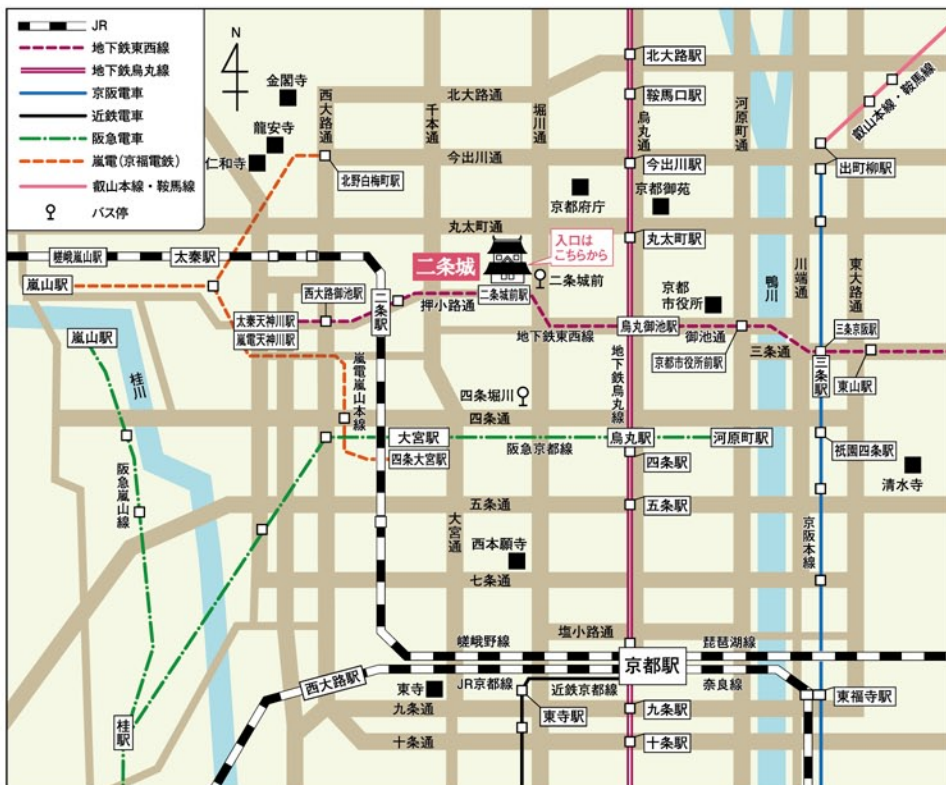 JR
地下鉄東西線
地下鉄烏丸線
京阪電車
近鉄電車
阪急電車
嵐電(京福電鉄)
叡山本線・鞍馬線
バス停
N
金閣寺
龍安寺
仁和寺
西大路通
北大路通
千本通
堀川通
烏丸通
河原町通
北大路駅
鞍馬口駅
叡山本線・鞍馬線
今出川通
今出川駅
出町柳駅
北野白梅町駅
京都府庁
京都御苑
丸太町通
丸太町駅
入口は
こちらから
二条城
二条城前
嵯峨嵐山駅
太秦駅
嵐山駅
西大路御池駅
二条駅
押小路通
二条城前駅
京都
市役所
鴨川
川端通
東大路通
太秦天神川駅
嵐電天神川駅
地下鉄東西線
烏丸御池駅
御池通
京都市役所前駅
三条通
三条京阪駅
三条駅
東山駅
嵐山駅
桂川
嵐電嵐山本線
四条堀川
四条通
地下鉄烏丸線
大宮駅
四条大宮駅
阪急京都線
烏丸駅
河原町駅
四条駅
祇園四条駅
清水寺
阪急嵐山線
五条通
五条駅
大宮通
西本願寺
京阪本線
七条通
塩小路通
嵯峨野線
琵琶湖線
京都駅
西大路駅
JR京都線
近鉄京都線
奈良線
東寺
東寺駅
東福寺駅
桂駅
九条通
九条駅
十条通
十条駅